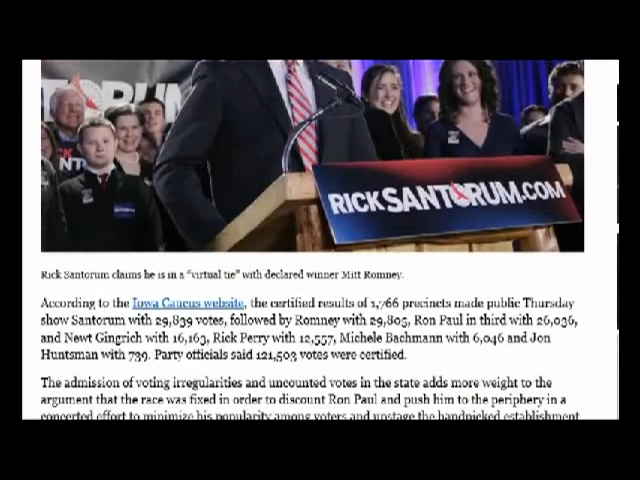 TORUM
RICK
NT
RICKSANTORUM.COM
Rick Santorum claims he is in a "virtual tie" with declared winner Mitt Romney.
According to the Iowa Caucus website, the certified results of 1,766 precincts made public Thursday
show Santorum with 29,839 votes, followed by Romney with 29,805, Ron Paul in third with 26,036,
and Newt Gingrich with 16,163, Rick Perry with 12,557, Michele Bachmann with 6,046 and Jon
Huntsman with 739. Party officials said 121,503 votes were certified.
The admission of voting irregularities and uncounted votes in the state adds more weight to the
argument that the race was fixed in order to discount Ron Paul and push him to the periphery in a
concerted effort to minimize his popularity among voters and upstage the handpicked establishment